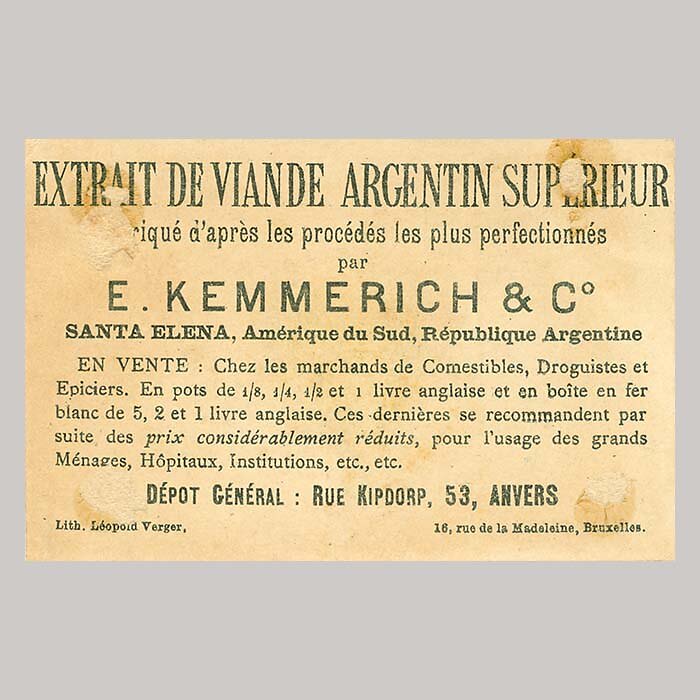 EXTRAIT DE VIANDE ARGENTIN SUPÉRIEUR
riqué d'après les procédés les plus perfectionnés
par
E. KEMMERICH & Cº
SANTA ELENA, Amérique du Sud, République Argentine
EN VENTE : Chez les marchands de Comestibles, Droguistes et
Epiciers. En pots de 1/8, 1/4, 1/2 et 1 livre anglaise et en boîte en fer
blanc de 5, 2 et 1 livre anglaise. Ces dernières se recommandent par
suite des prix considérablement réduits, pour l'usage des grands
Ménages, Hôpitaux, Institutions, etc., etc.
DÉPOT GÉNÉRAL : RUE KIPDORP, 53, ANVERS
Lith. Léopold Verger, 16, rue de la Madeleine, Bruxelles.